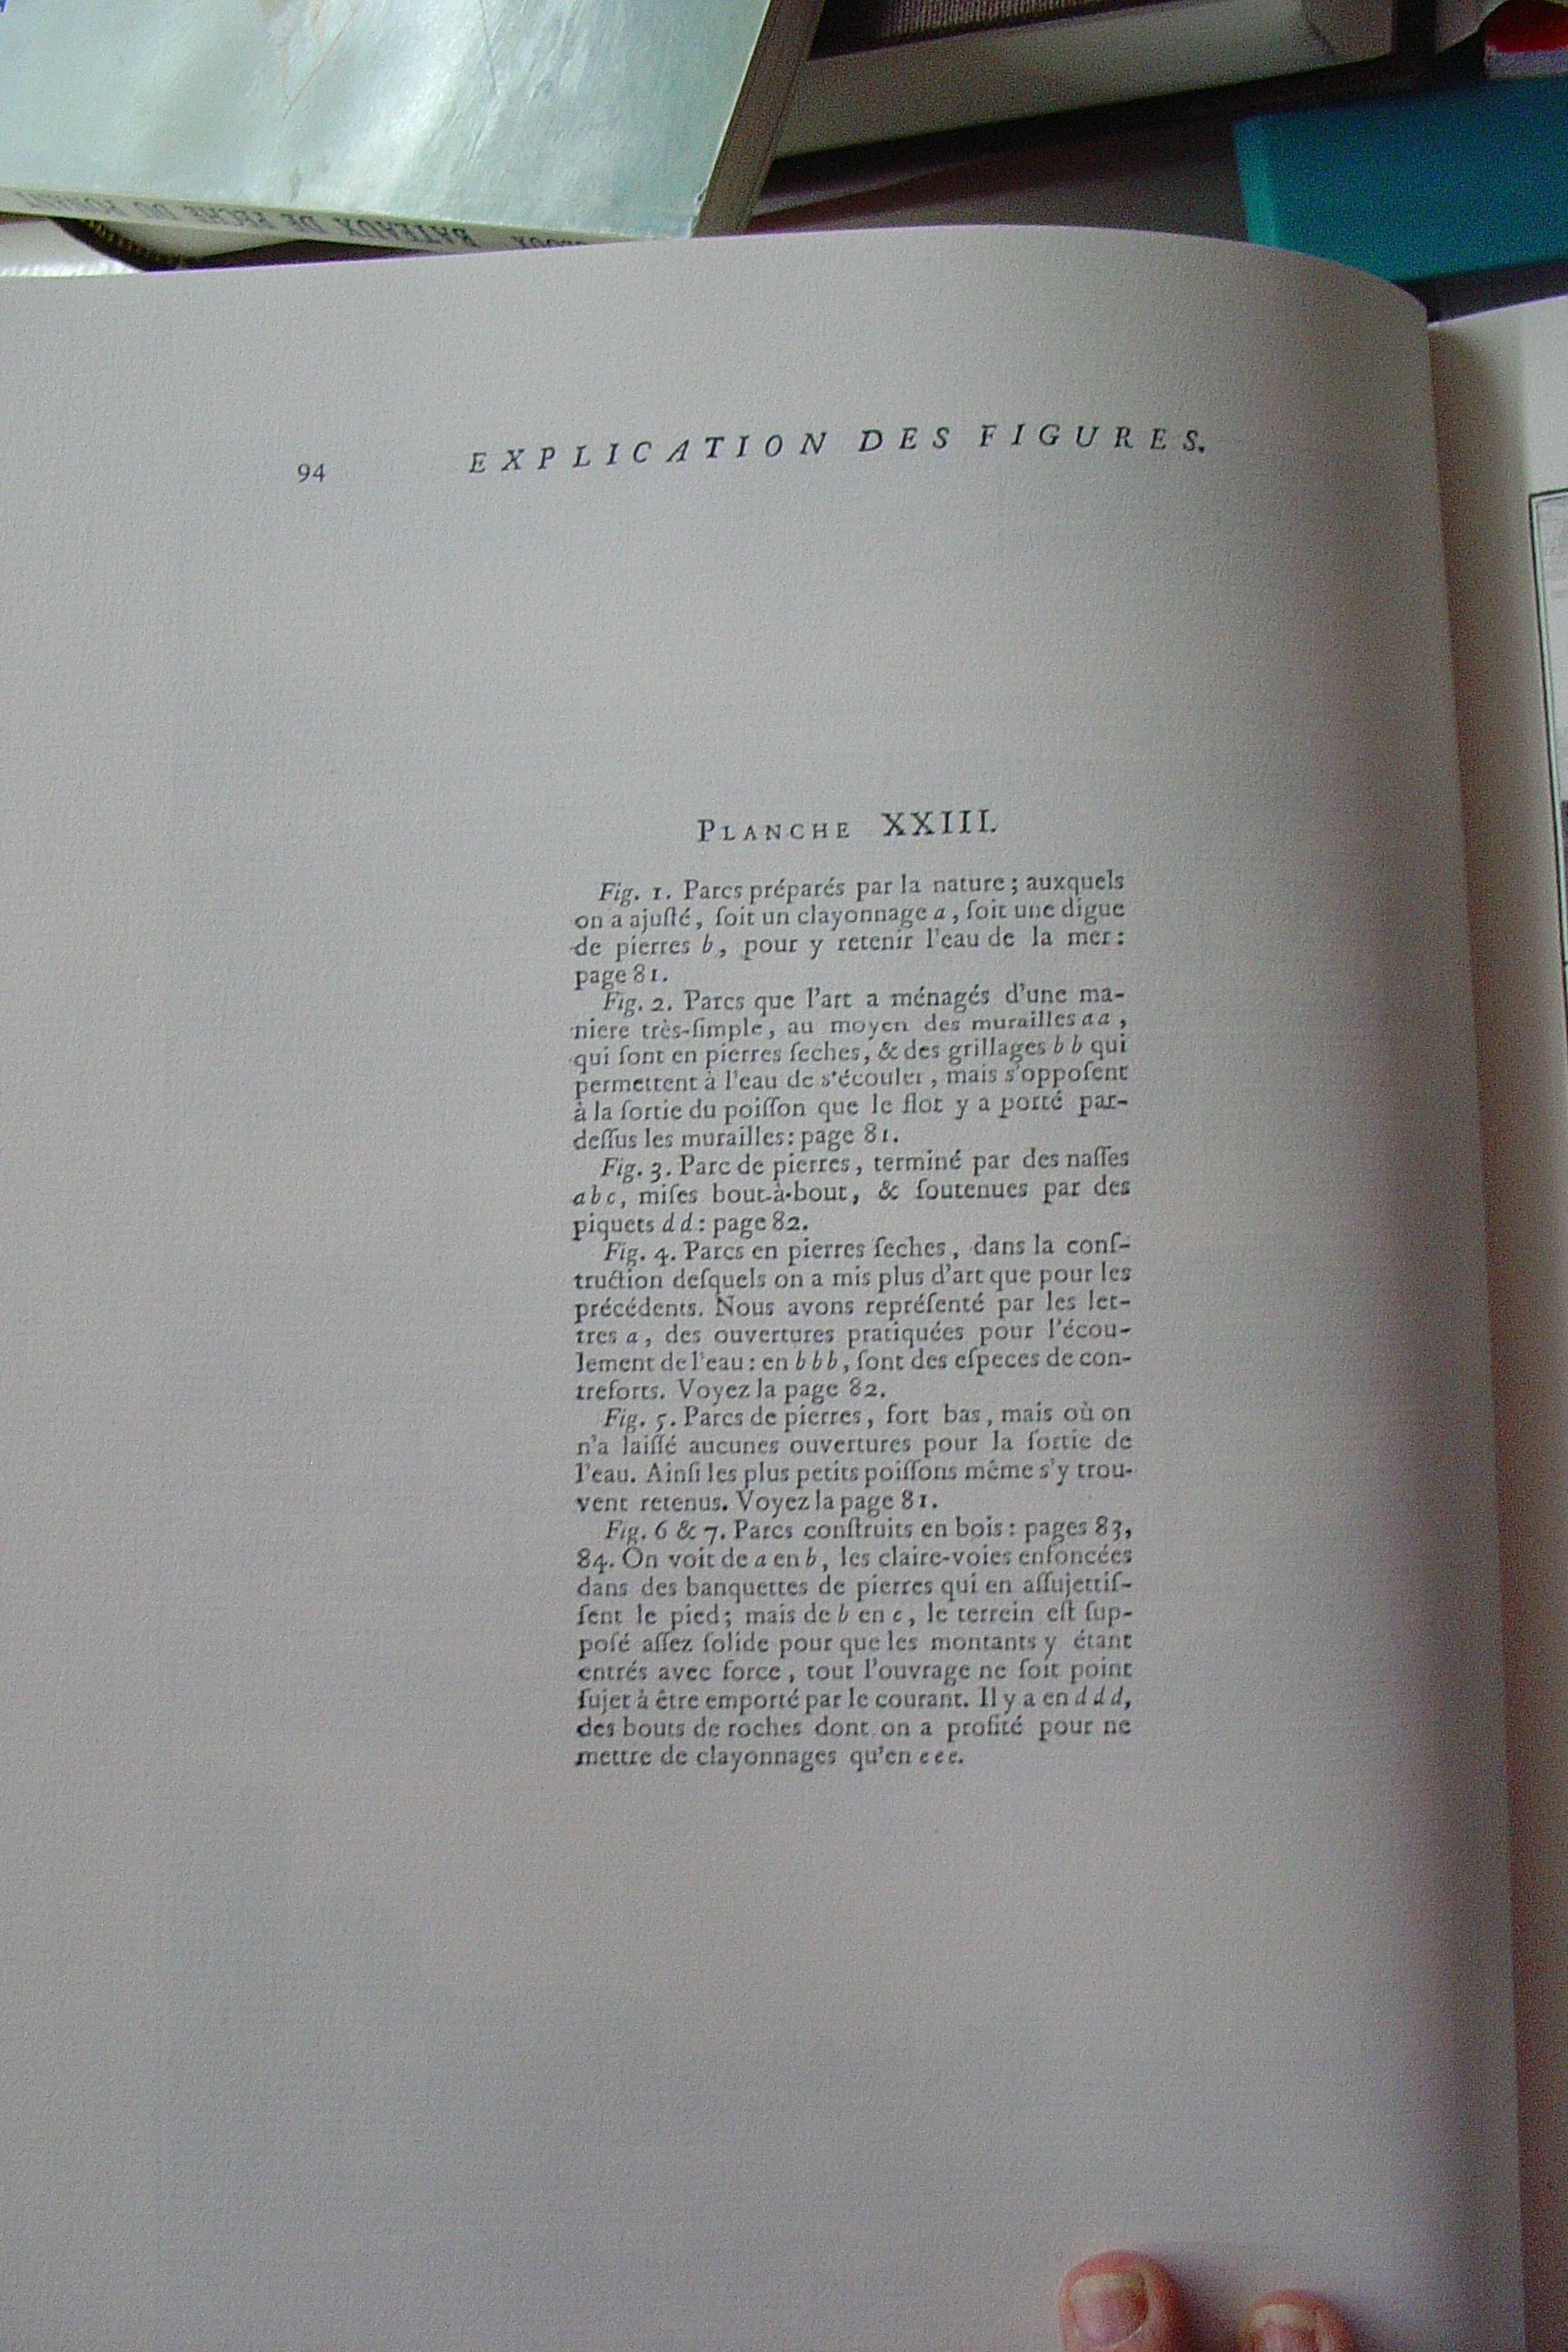 BATEAUX DE PECHE DU PONANT
94
EXPLICATION DES FIGURES.
PLANCHE XXIII.
Fig. 1. Parcs préparés par la nature ; auxquels
on a ajuſté, ſoit un clayonnage a, ſoit une digue
de pierres b, pour y retenir l'eau de la mer :
page 81.
Fig. 2. Parcs que l'art a ménagés d'une ma-
niere très-ſimple, au moyen des murailles aa,
qui ſont en pierres ſeches, & des grillages b b qui
permettent à l'eau de s'écouler, mais s'oppoſent
à la ſortie du poiſſon que le flot y a porté par-
deſſus les murailles : page 81.
Fig. 3. Parc de pierres, terminé par des naſſes
abc, miſes bout-à-bout, & ſoutenues par des
piquets d d : page 82.
Fig. 4. Parcs en pierres ſeches, dans la conſ-
truction deſquels on a mis plus d'art que pour les
précédents. Nous avons repréſenté par les let-
tres a, des ouvertures pratiquées pour l'écou-
lement de l'eau : en b b b, ſont des eſpeces de con-
treforts. Voyez la page 82.
Fig. 5. Parcs de pierres, fort bas, mais où on
n'a laiſſé aucunes ouvertures pour la ſortie de
l'eau. Ainſi les plus petits poiſſons même s'y trou-
vent retenus. Voyez la page 81.
Fig. 6 & 7. Parcs conſtruits en bois : pages 83,
84. On voit de a en b, les claire-voies enfoncées
dans des banquettes de pierres qui en aſſujettiſ-
ſent le pied ; mais de b en c, le terrein eſt ſup-
poſé aſſez ſolide pour que les montants y étant
entrés avec force, tout l'ouvrage ne ſoit point
ſujet à être emporté par le courant. Il y a en d d d,
des bouts de roches dont on a profité pour ne
mettre de clayonnages qu'en e e e.